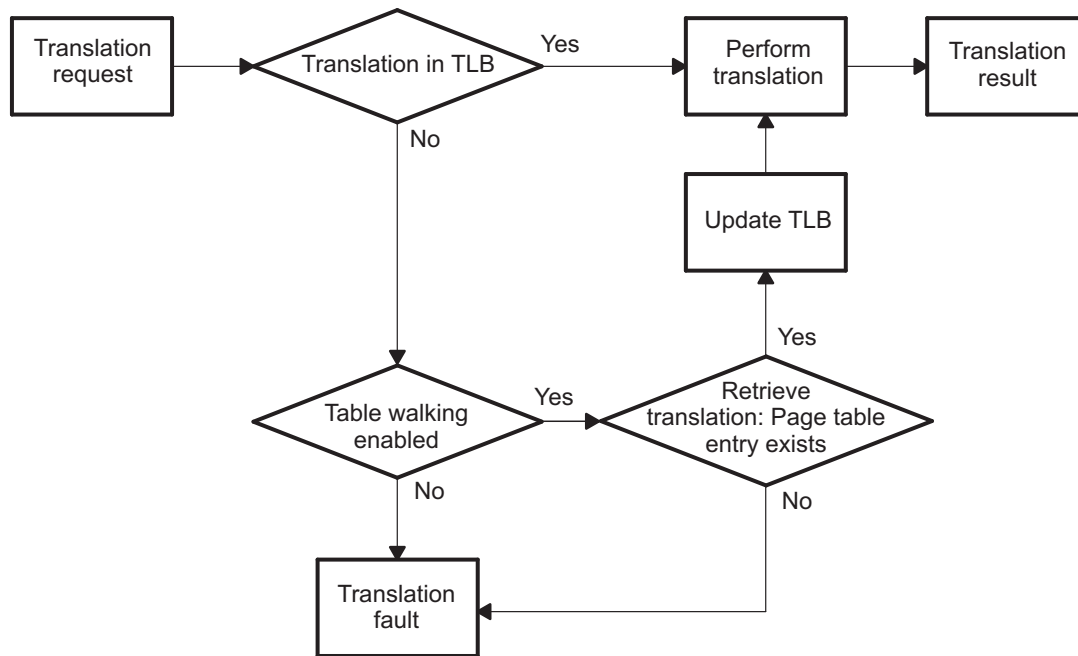 Translation
request
Translation in TLB
Yes
Perform
translation
Translation
result
No
Update TLB
Yes
Table walking
enabled
Yes
Retrieve
translation: Page table
entry exists
No
No
Translation
fault